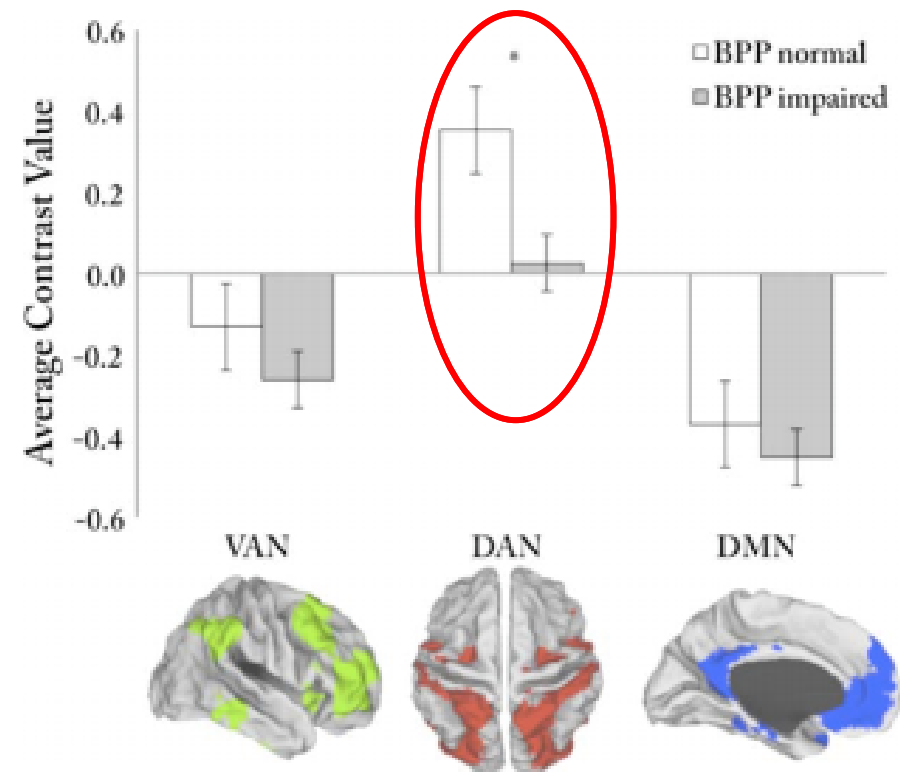 Average Contrast Value
0.6
0.4
0.2
0.0
-0.2
-0.4
-0.6
BPP normal
BPP impaired
VAN
DAN
DMN